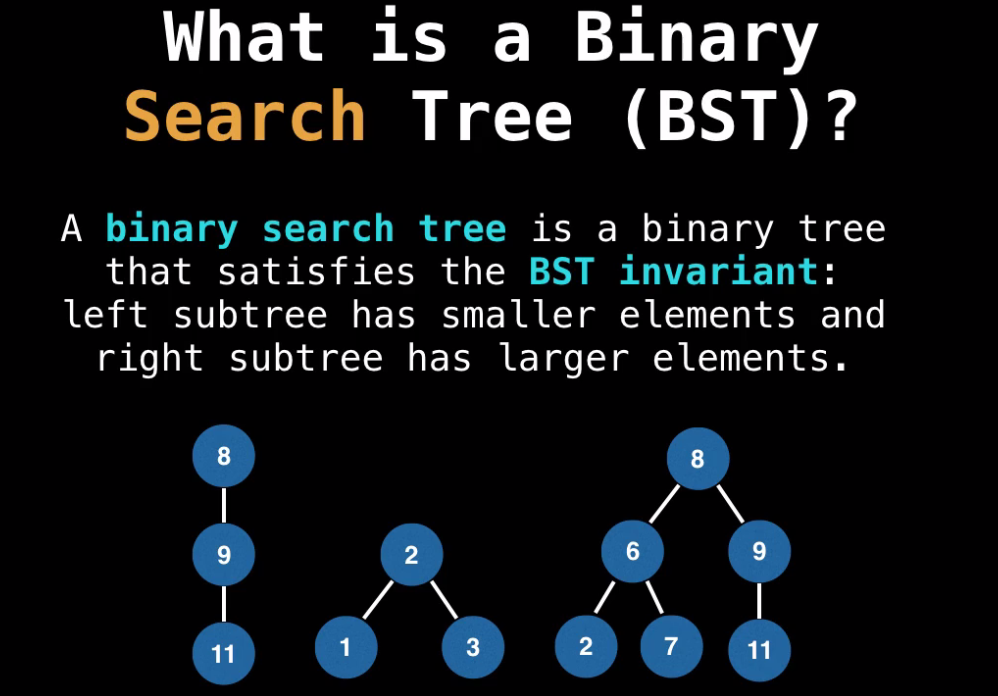 What is a Binary
Search Tree (BST)?
A binary search tree is a binary tree
that satisfies the BST invariant:
left subtree has smaller elements and
right subtree has larger elements.
8
9
11
2
1
3
8
6
9
2
7
11